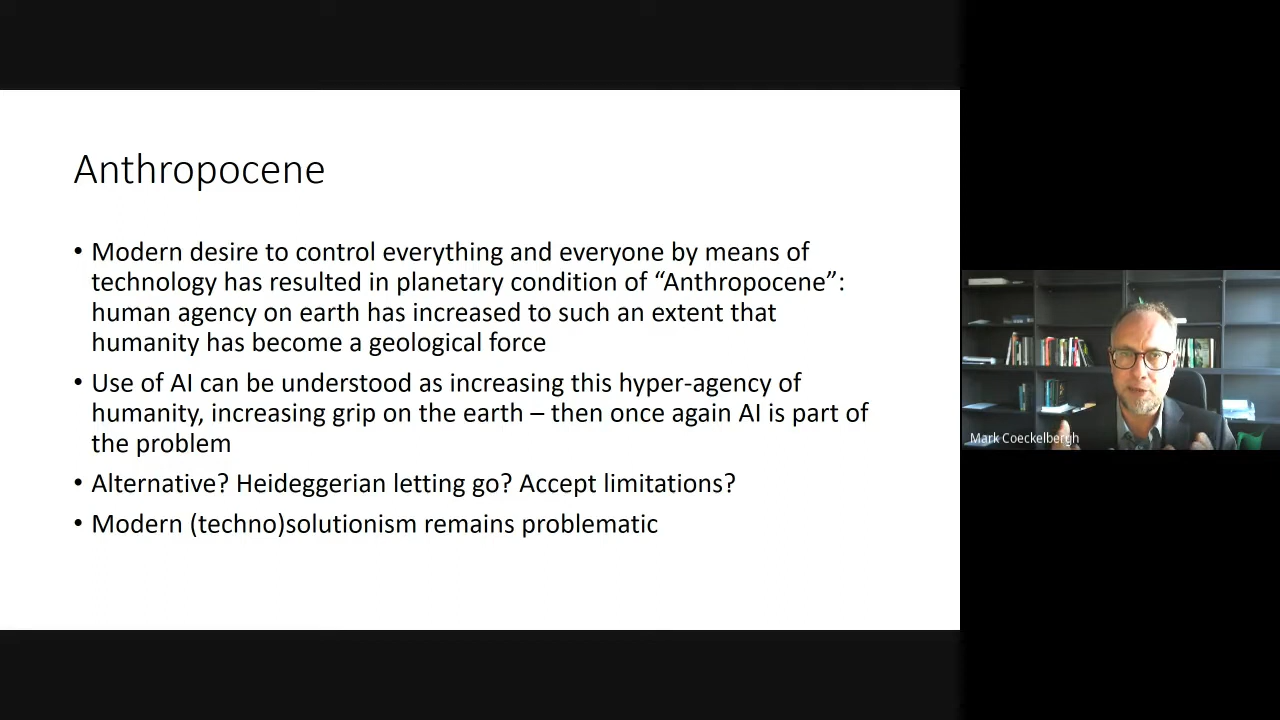 Anthropocene
• Modern desire to control everything and everyone by means of
technology has resulted in planetary condition of “Anthropocene”:
human agency on earth has increased to such an extent that
humanity has become a geological force
• Use of AI can be understood as increasing this hyper-agency of
humanity, increasing grip on the earth – then once again AI is part of
the problem
• Alternative? Heideggerian letting go? Accept limitations?
• Modern (techno)solutionism remains problematic
Mark Coeckelbergh